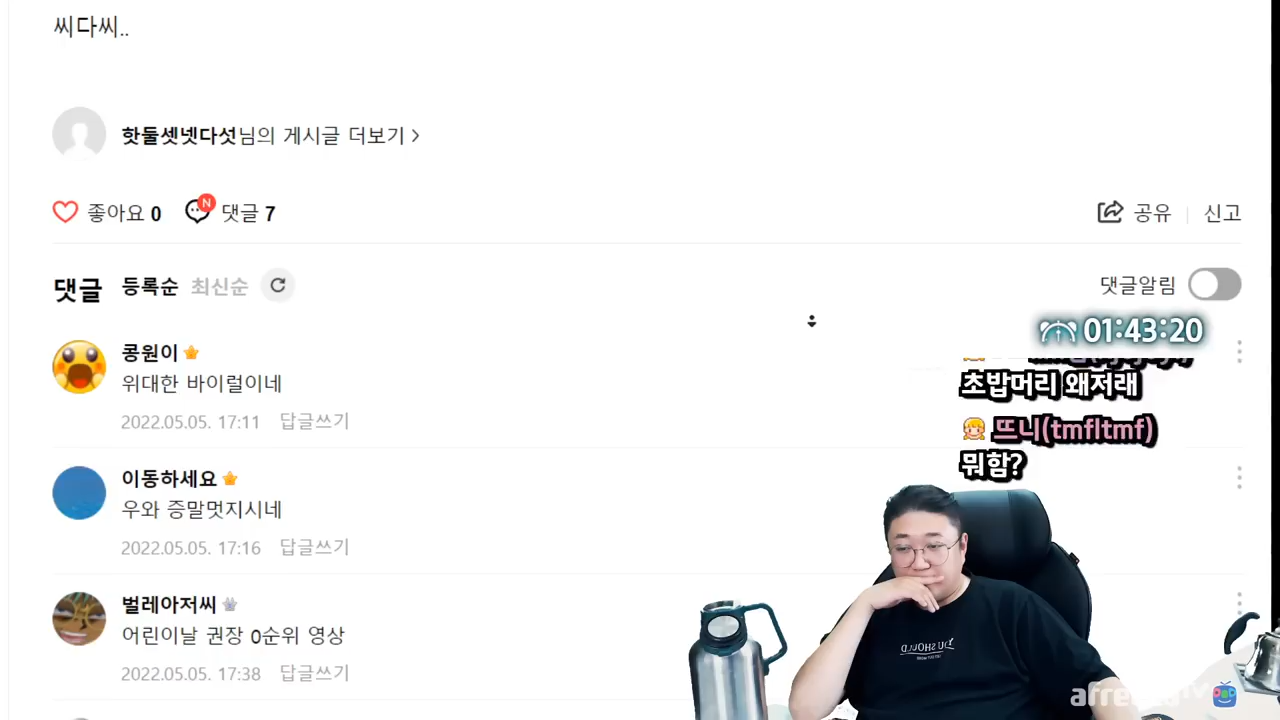 씨다씨..
핫둘셋넷다섯님의 게시글 더보기 >
좋아요 0 N 댓글 7
공유 신고
댓글 등록순 최신순
댓글알림
01:43:20
콩원이
위대한 바이럴이네
2022.05.05. 17:11 답글쓰기
초밥머리 왜저래
뜨니(tmfltmf)
뭐함?
이동하세요
우와 증말멋지시네
2022.05.05. 17:16 답글쓰기
벌레아저씨
어린이날 권장 0순위 영상
2022.05.05. 17:38 답글쓰기